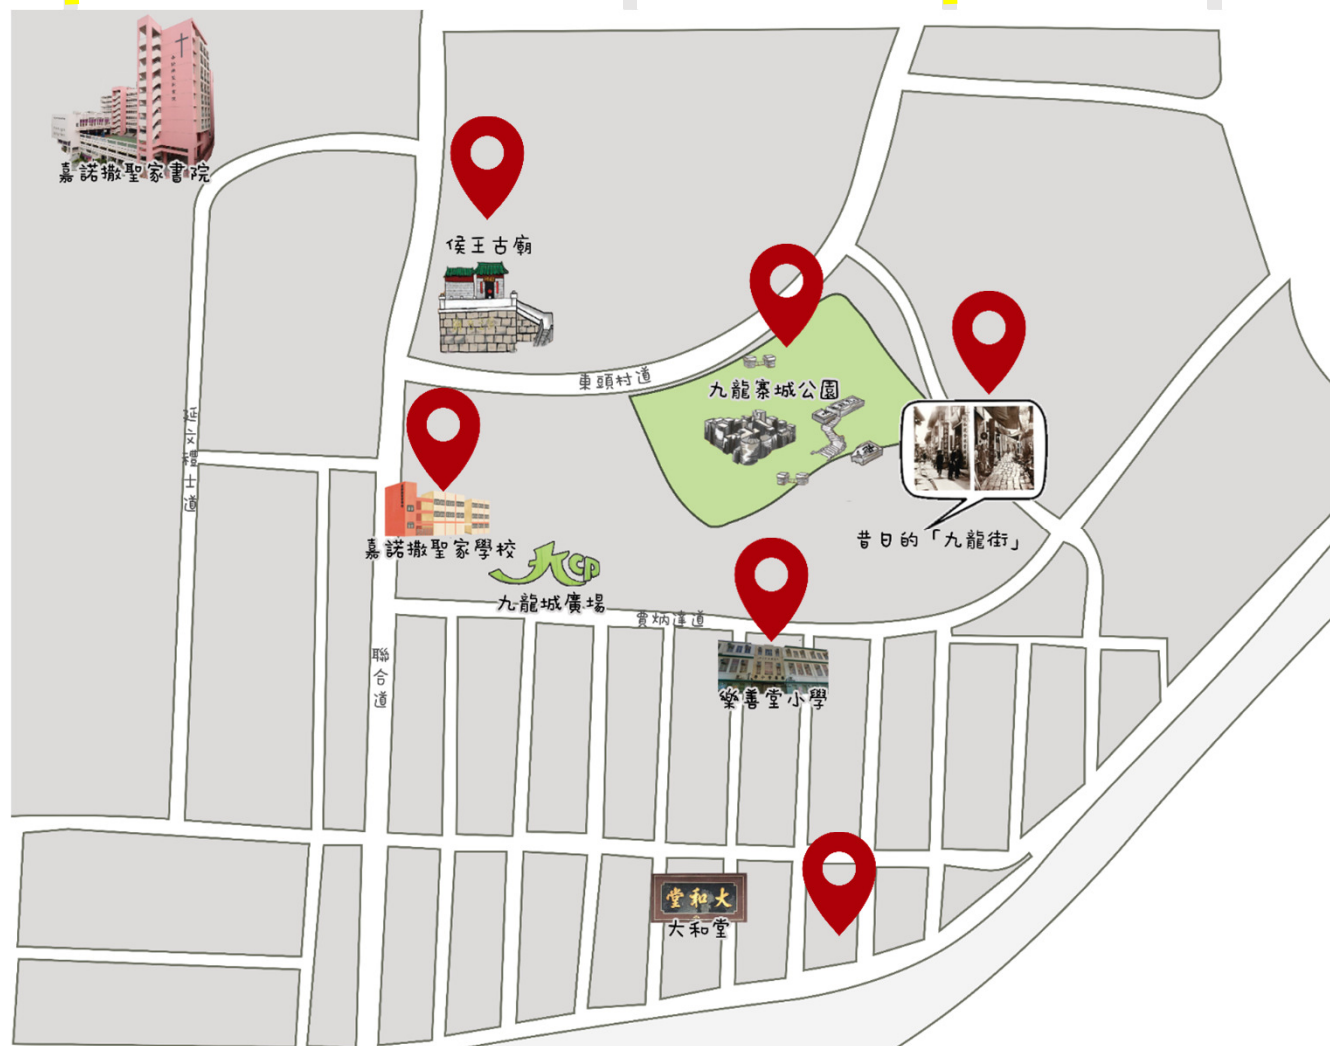 嘉諾撒聖家書院
侯王古廟
東頭村道
九龍寨城公園
延文禮士道
昔日的「九龍街」
嘉諾撒聖家學校
KCP
九龍城廣場
賈炳達道
聯合道
樂善堂小學
堂和大
大和堂